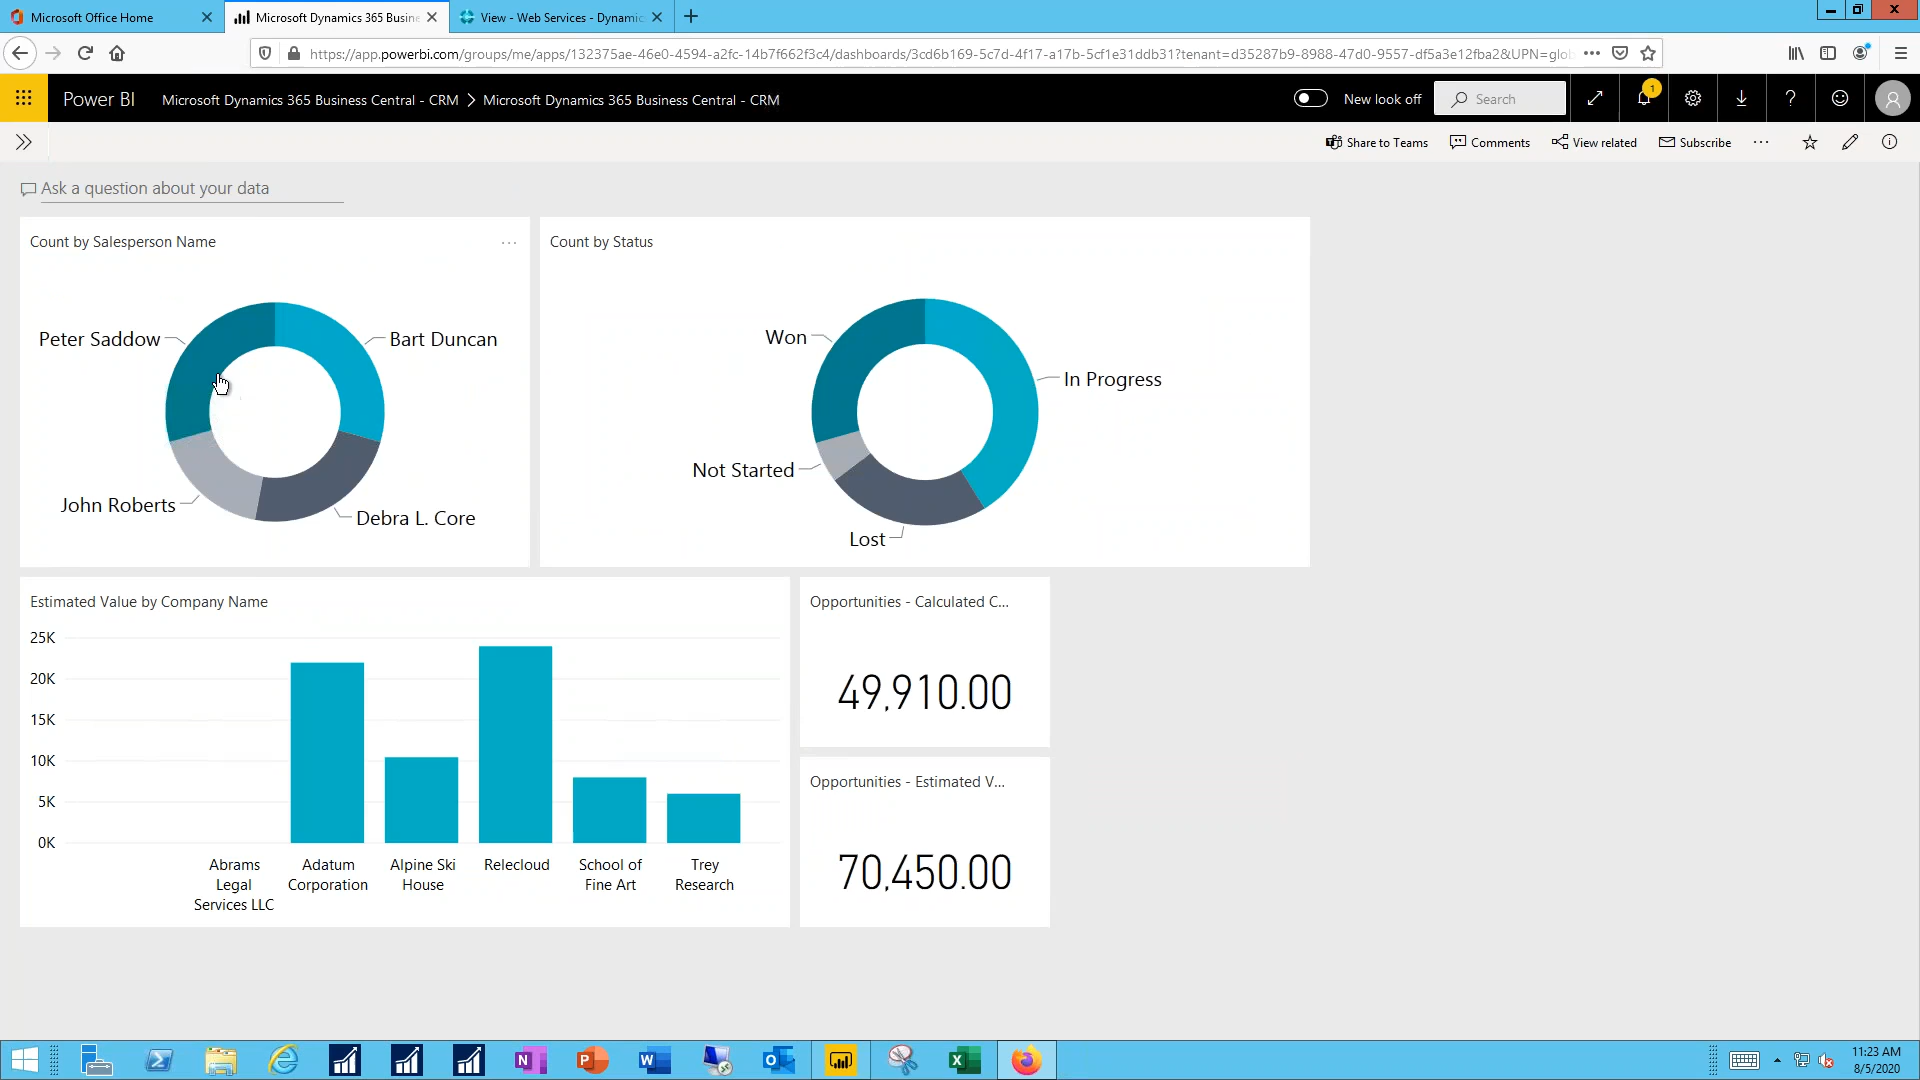 Microsoft Office Home
Microsoft Dynamics 365 Busine
View - Web Services - Dynamic
https://app.powerbi.com/groups/me/apps/132375ae-46e0-4594-a2fc-14b7f662f3c4/dashboards/3cd6b169-5c7d-4f17-a17b-5cf1e31ddb31?tenant=d35287b9-8988-47d0-9557-df5a3e12fba2&UPN=glo
Power BI
Microsoft Dynamics 365 Business Central - CRM > Microsoft Dynamics 365 Business Central - CRM
New look off
Search
1
?
Share to Teams
Comments
View related
Subscribe
Ask a question about your data
Count by Salesperson Name
Peter Saddow
Bart Duncan
John Roberts
Debra L. Core
Count by Status
Won
In Progress
Not Started
Lost
Estimated Value by Company Name
25K
20K
15K
10K
5K
0K
Abrams
Legal
Services LLC
Adatum
Corporation
Alpine Ski
House
Relecloud
School of
Fine Art
Trey
Research
Opportunities - Calculated C...
49,910.00
Opportunities - Estimated V...
70,450.00
N
P
W
O
X
11:23 AM
8/5/2020